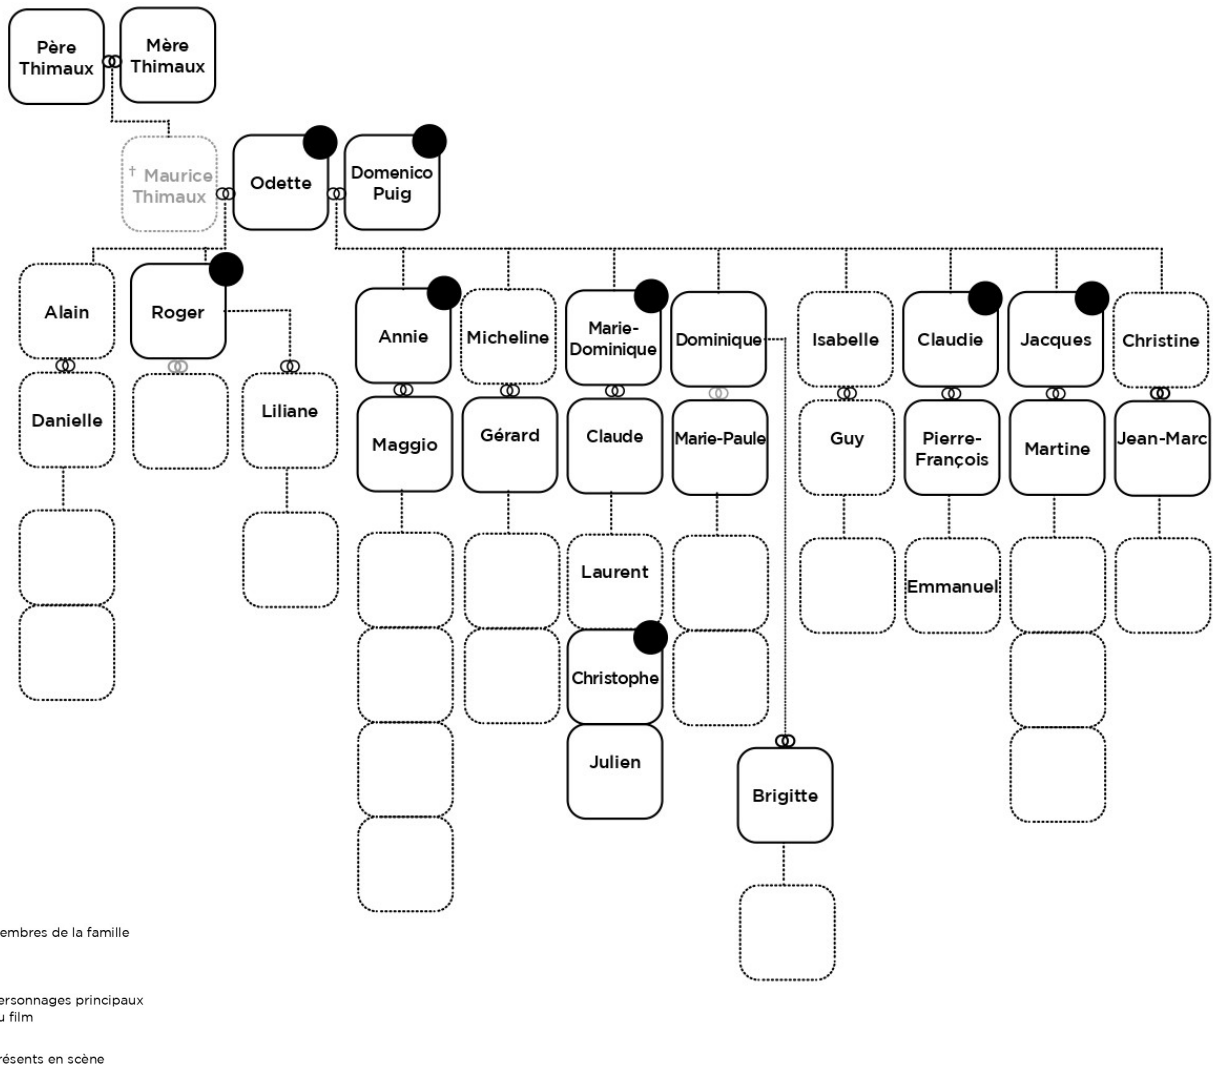 Père
Thimaux
Mère
Thimaux
† Maurice
Thimaux
Odette
Domenico
Puig
Alain
Roger
Annie
Micheline
Marie-
Dominique
Dominique
Isabelle
Claudie
Jacques
Christine
Danielle
Liliane
Maggio
Gérard
Claude
Marie-Paule
Guy
Pierre-
François
Martine
Jean-Marc
Laurent
Emmanuel
Christophe
Julien
Brigitte
embres de la famille
ersonnages principaux
u film
résents en scène